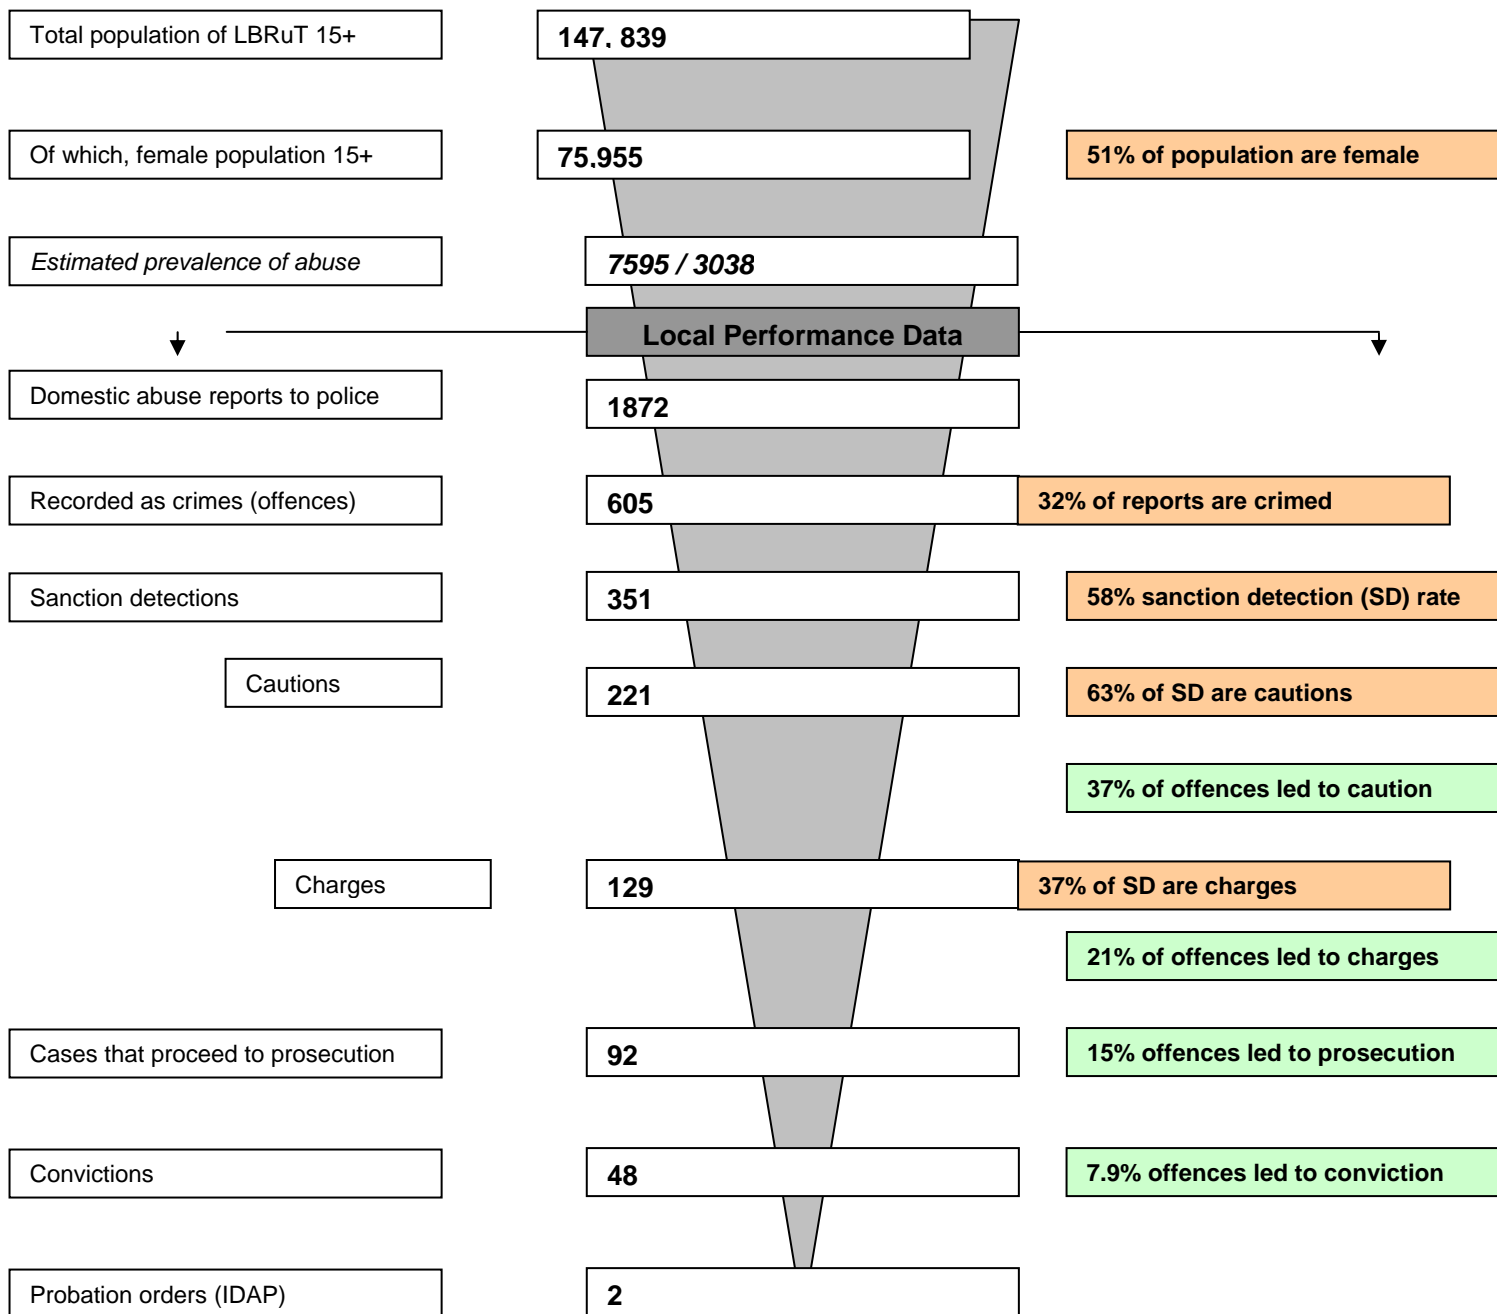 Total population of LBRuT 15+
147, 839
Of which, female population 15+
75,955
51% of population are female
Estimated prevalence of abuse
7595 / 3038
Local Performance Data
Domestic abuse reports to police
1872
Recorded as crimes (offences)
605
32% of reports are crimed
Sanction detections
351
58% sanction detection (SD) rate
Cautions
221
63% of SD are cautions
37% of offences led to caution
Charges
129
37% of SD are charges
21% of offences led to charges
Cases that proceed to prosecution
92
15% offences led to prosecution
Convictions
48
7.9% offences led to conviction
Probation orders (IDAP)
2